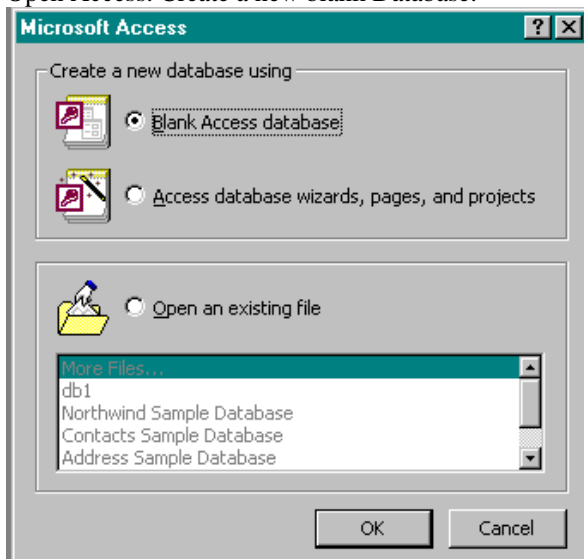 Open Access. Create a new blank Database.
Microsoft Access
Create a new database using
Blank Access database
Access database wizards, pages, and projects
Open an existing file
More Files...
db1
Northwind Sample Database
Contacts Sample Database
Address Sample Database
OK Cancel